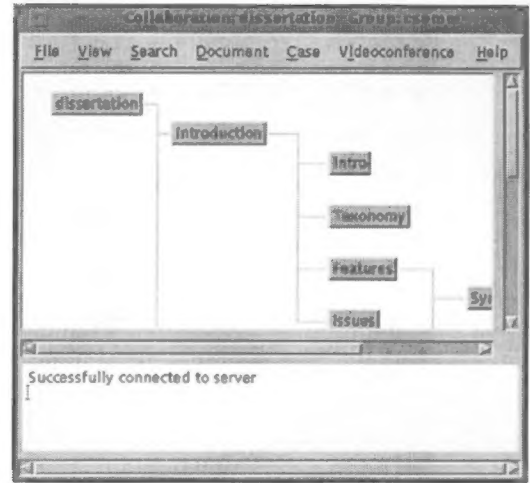 Collaboration: dissertation: Group:
File View Search Document Case Videoconference Help
dissertation
Introduction
Intro
Taxonomy
Features
Issues
Successfully connected to server